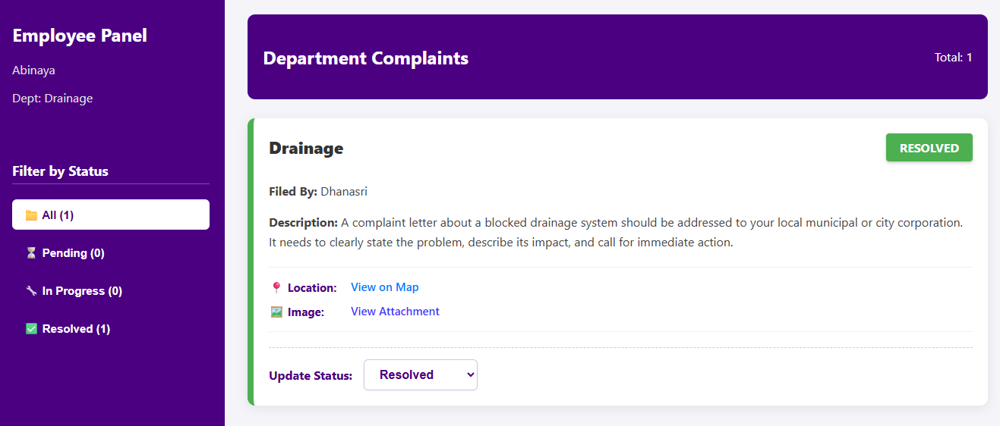 Employee Panel
Abinaya
Dept: Drainage
Filter by Status
All (1)
Pending (0)
In Progress (0)
Resolved (1)
Department Complaints
Total: 1
Drainage
RESOLVED
Filed By: Dhanasri
Description: A complaint letter about a blocked drainage system should be addressed to your local municipal or city corporation.
It needs to clearly state the problem, describe its impact, and call for immediate action.
Location: View on Map
Image: View Attachment
Update Status: Resolved